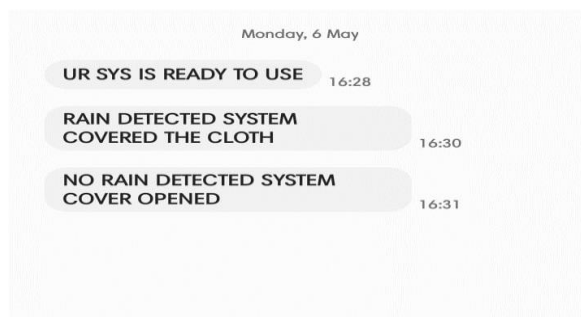 Monday, 6 May
UR SYS IS READY TO USE
16:28
RAIN DETECTED SYSTEM
COVERED THE CLOTH
16:30
NO RAIN DETECTED SYSTEM
COVER OPENED
16:31